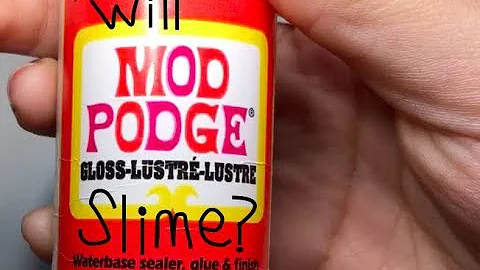 Will
MOD
PODGE®
GLOSS-LUSTRÉ-LUSTRE
Slime?
Waterbase sealer, glue & finish